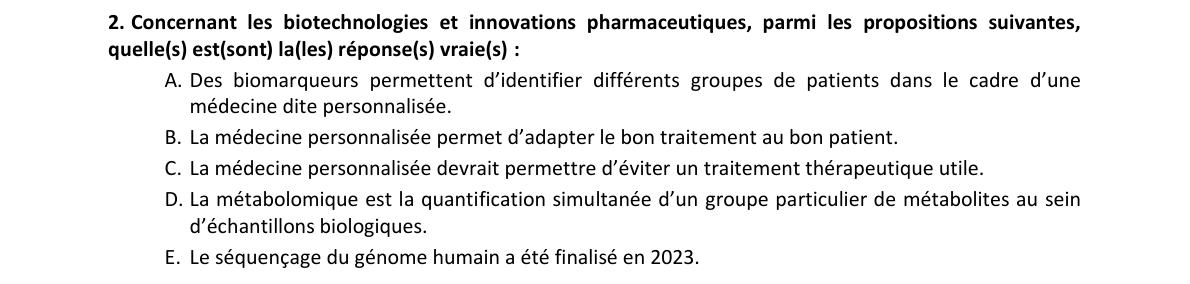 2. Concernant les biotechnologies et innovations pharmaceutiques, parmi les propositions suivantes,
quelle(s) est(sont) la(les) réponse(s) vraie(s) :
A. Des biomarqueurs permettent d’identifier différents groupes de patients dans le cadre d’une
médecine dite personnalisée.
B. La médecine personnalisée permet d’adapter le bon traitement au bon patient.
C. La médecine personnalisée devrait permettre d’éviter un traitement thérapeutique utile.
D. La métabolomique est la quantification simultanée d’un groupe particulier de métabolites au sein
d’échantillons biologiques.
E. Le séquençage du génome humain a été finalisé en 2023.